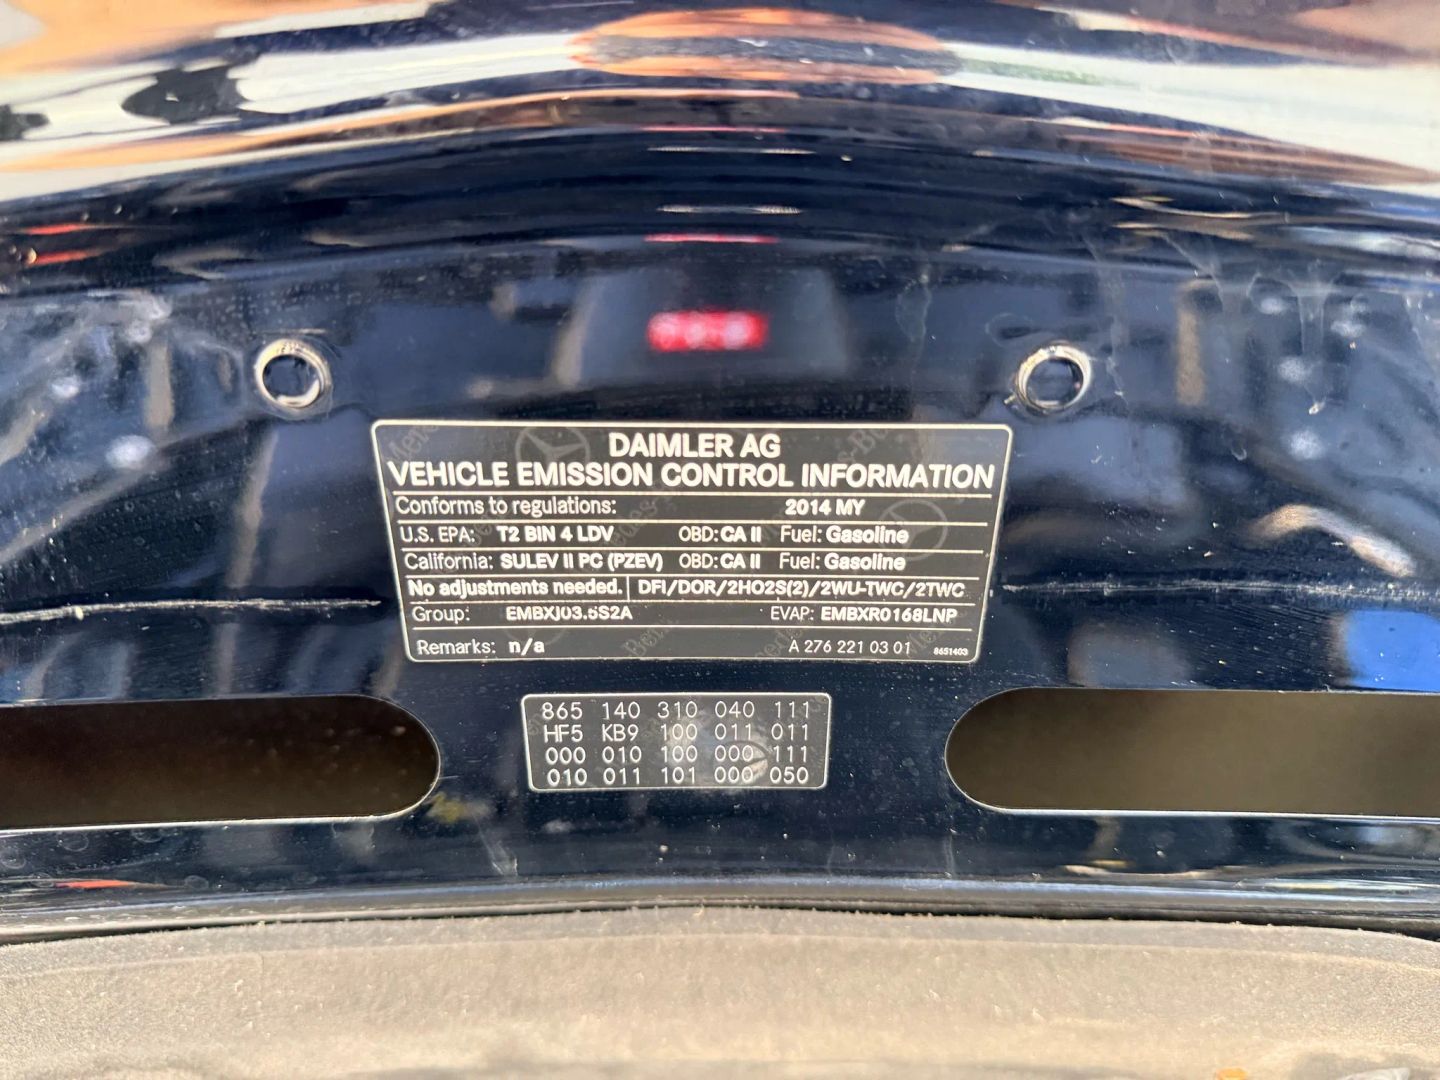 DAIMLER AG
VEHICLE EMISSION CONTROL INFORMATION
Conforms to regulations: 2014 MY
U.S. EPA: T2 BIN 4 LDV OBD: CA II Fuel: Gasoline
California: SULEV II PC (PZEV) OBD: CA II Fuel: Gasoline
No adjustments needed. DFI/DOR/2HO2S(2)/2WU-TWC/2TWC
Group: EMBXJ03.5S2A EVAP: EMBXR0168LNP
Remarks: n/a A 276 221 03 01 8651403
865 140 310 040 111
HF5 KB9 100 011 011
000 010 100 000 111
010 011 101 000 050